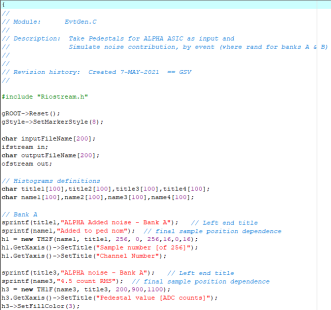 {
//
// Module:     EvtGen.C
//
// Description:  Take Pedestals for ALPHA ASIC as input and
//               Simulate noise contribution, by event (where rand for banks A & B)
//
//
// Revision history:  Created 7-MAY-2021  == GSV
//

#include "Riostream.h"

gROOT->Reset();
gStyle->SetMarkerStyle(8);

char inputFileName[200];
ifstream in;
char outputFileName[200];
ofstream out;

// Histograms definitions
char title1[100],title2[100],title3[100],title4[100];
char name1[100],name2[100],name3[100],name4[100];

// Bank A
sprintf(title1,"ALPHA Added noise - Bank A");   // Left end title
sprintf(name1,"Added to ped nom");  // final sample position dependence
h1 = new TH2F(name1, title1, 256, 0, 256,16,0,16);
h1.GetXaxis()->SetTitle("Sample number [of 256]");
h1.GetYaxis()->SetTitle("Channel Number");

sprintf(title3,"ALPHA noise - Bank A");   // Left end title
sprintf(name3,"4.5 count RMS");  // final sample position dependence
h3 = new TH1F(name3, title3, 200,900,1100);
h3.GetXaxis()->SetTitle("Pedestal value [ADC counts]");
h3->SetFillColor(3);